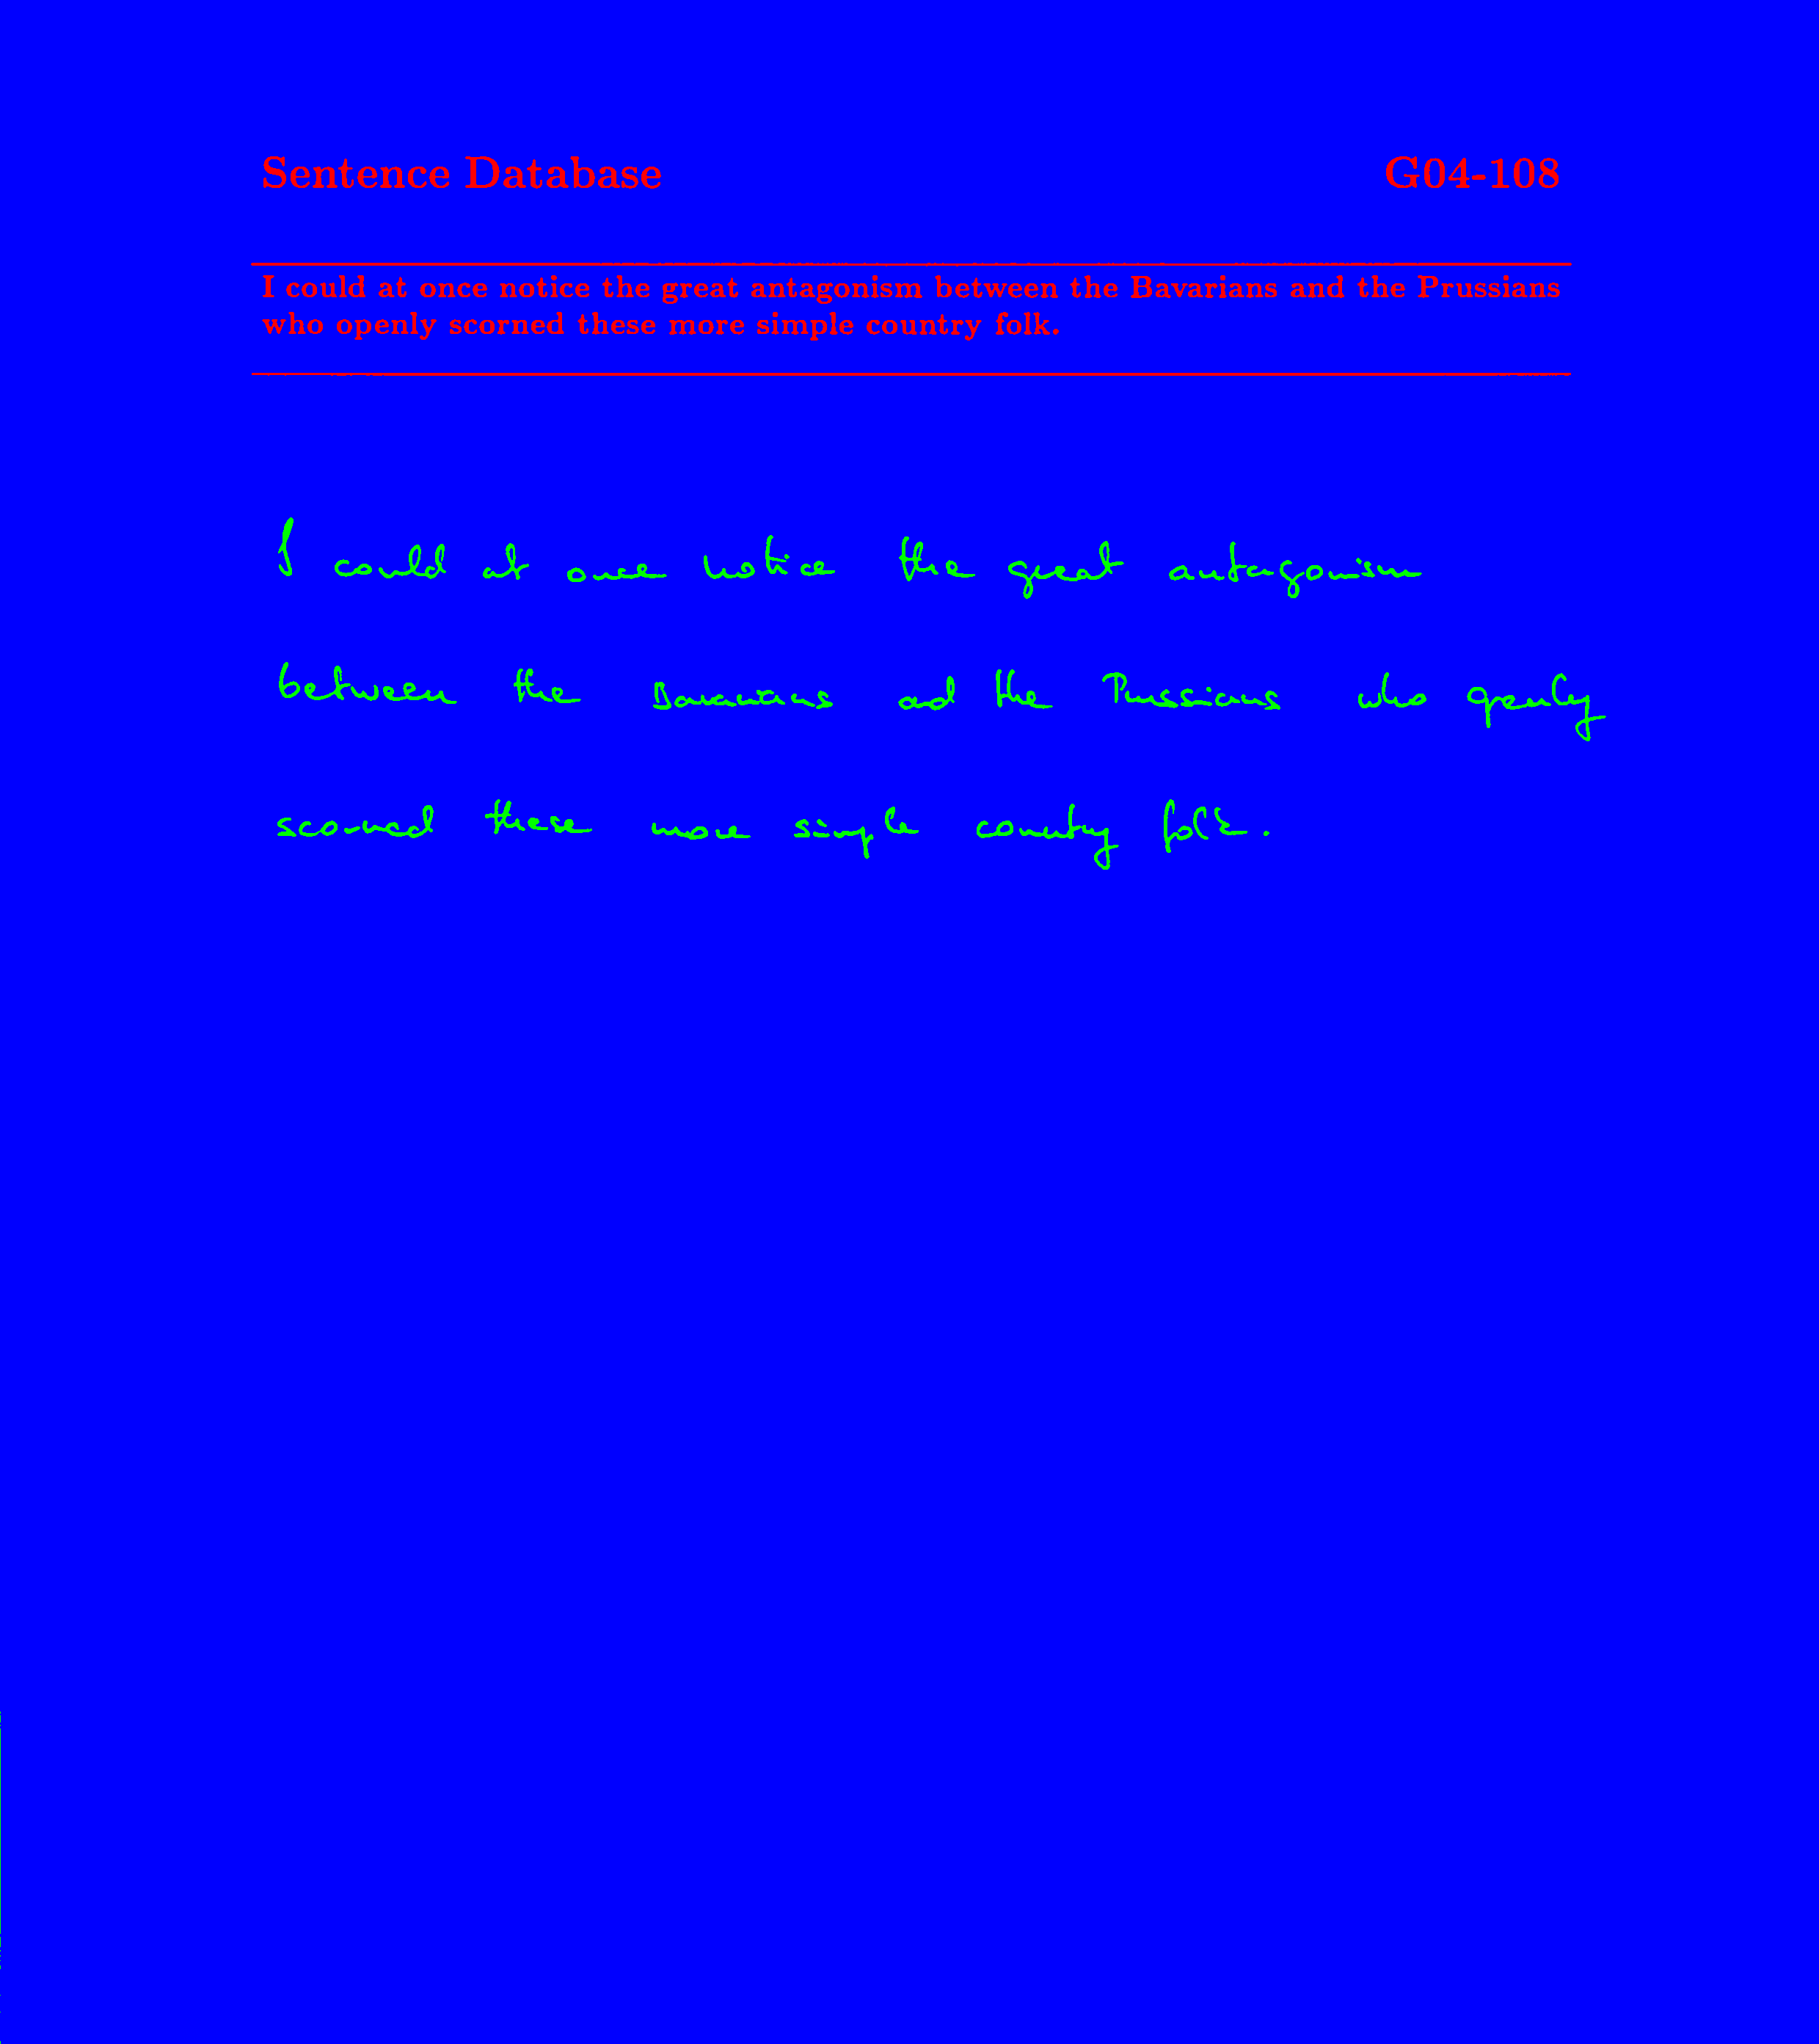 Sentence Database G04-108
I could at once notice the great antagonism between the Bavarians and the Prussians
who openly scorned these more simple country folk.
I could at once notice the great antagonism
between the Bavarians and the Prussians who openly
scorned these more simple country folk.